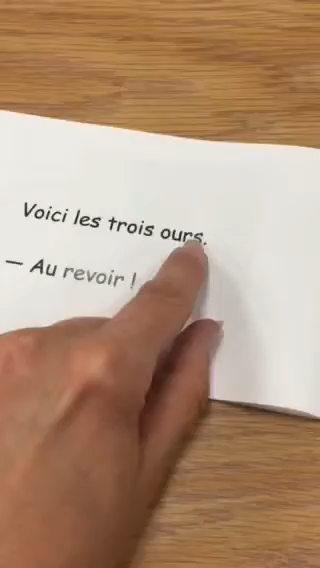 Voici les trois ours.
— Au revoir !